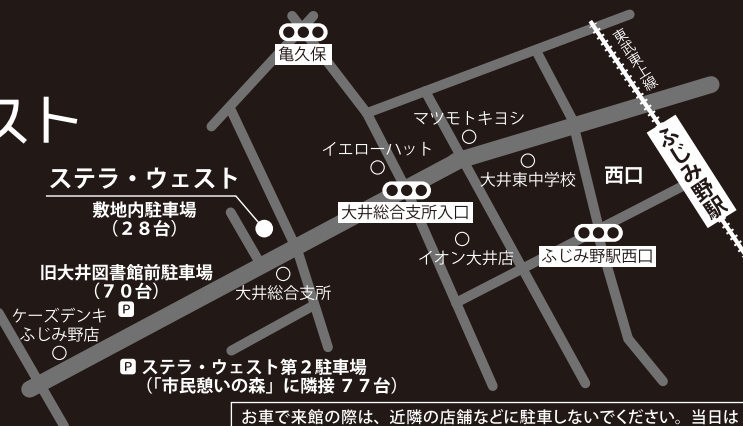 亀久保
東武東上線
スト
マツモトキヨシ
イエローハット
ふじみ野駅
ステラ・ウェスト
大井東中学校
西口
敷地内駐車場
（２８台）
大井総合支所入口
イオン大井店
ふじみ野駅西口
旧大井図書館前駐車場
（７０台）
P
大井総合支所
ケーズデンキ
ふじみ野店
P ステラ・ウェスト第２駐車場
（「市民憩いの森」に隣接 ７７台）
お車で来館の際は、近隣の店舗などに駐車しないでください。当日は